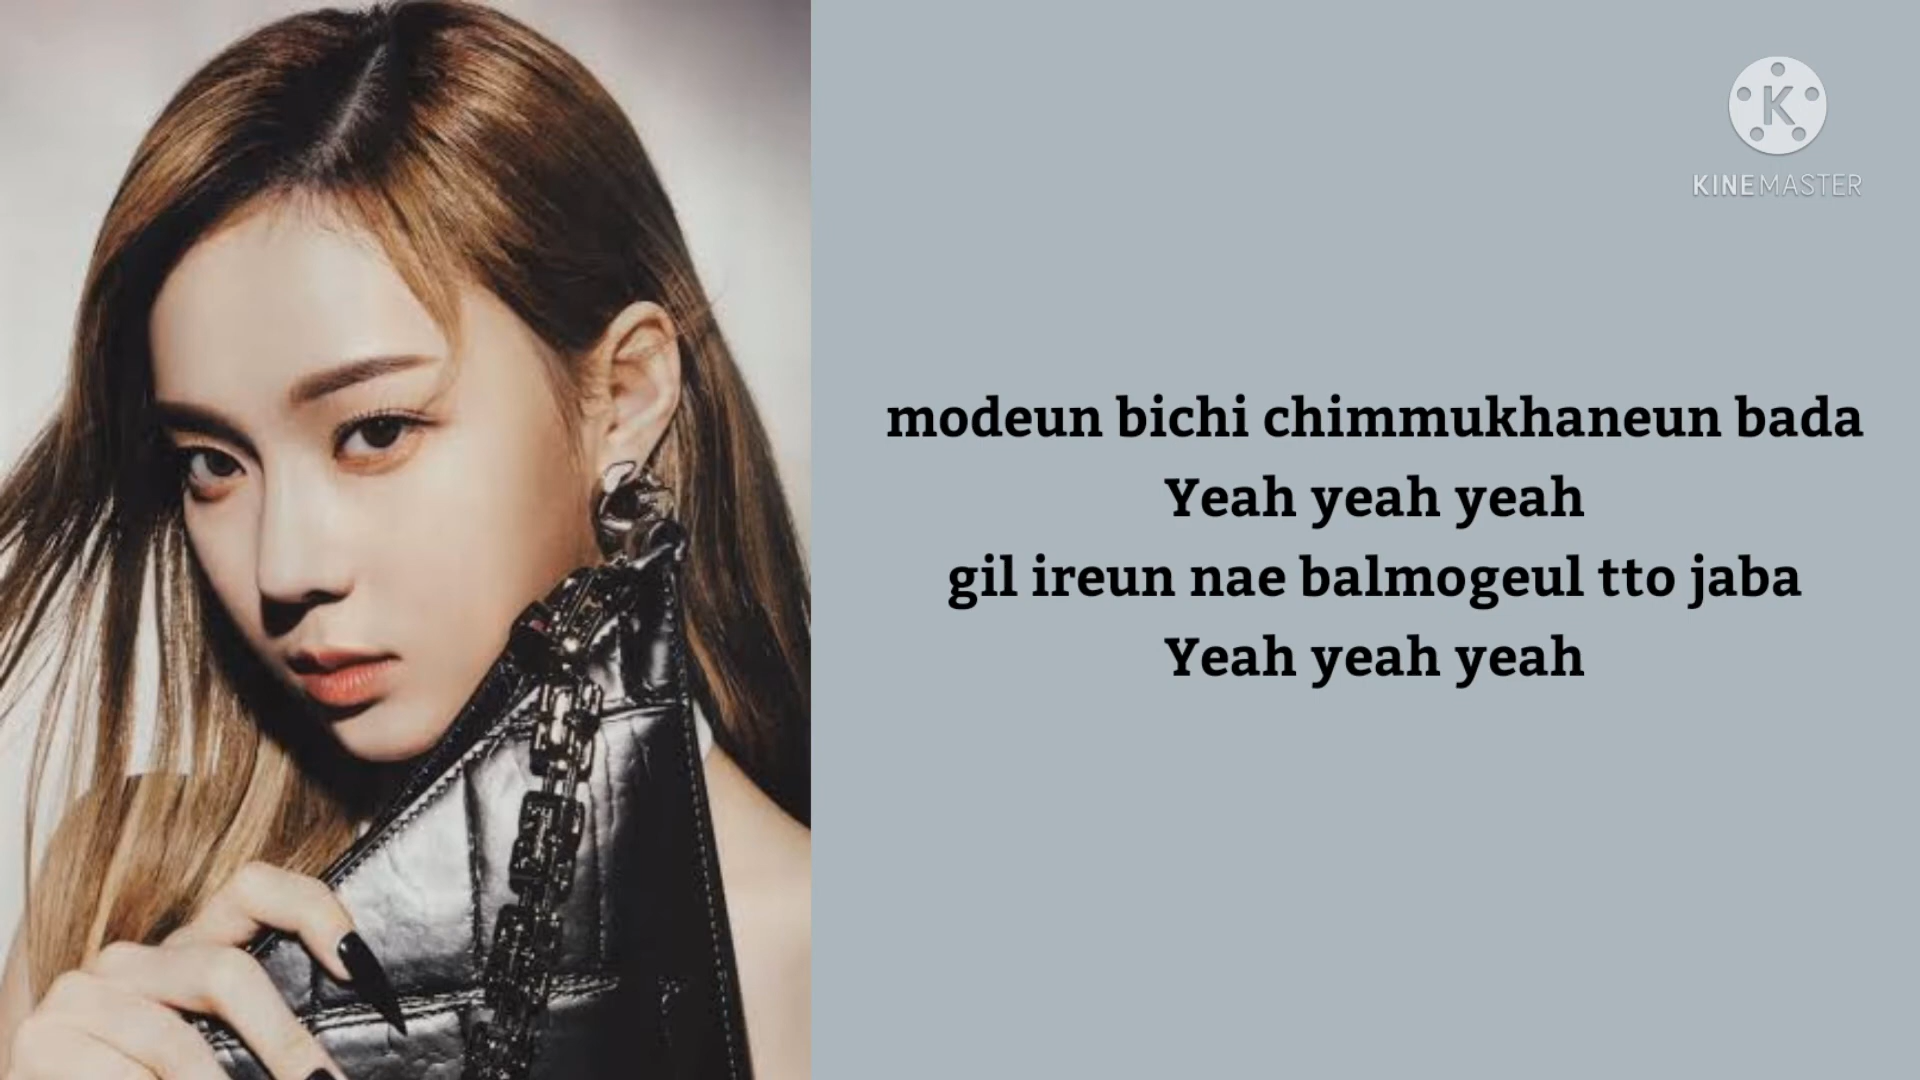 KINEMASTER
modeun bichi chimmukhaneun bada
Yeah yeah yeah
gil ireun nae balmogeul tto jaba
Yeah yeah yeah